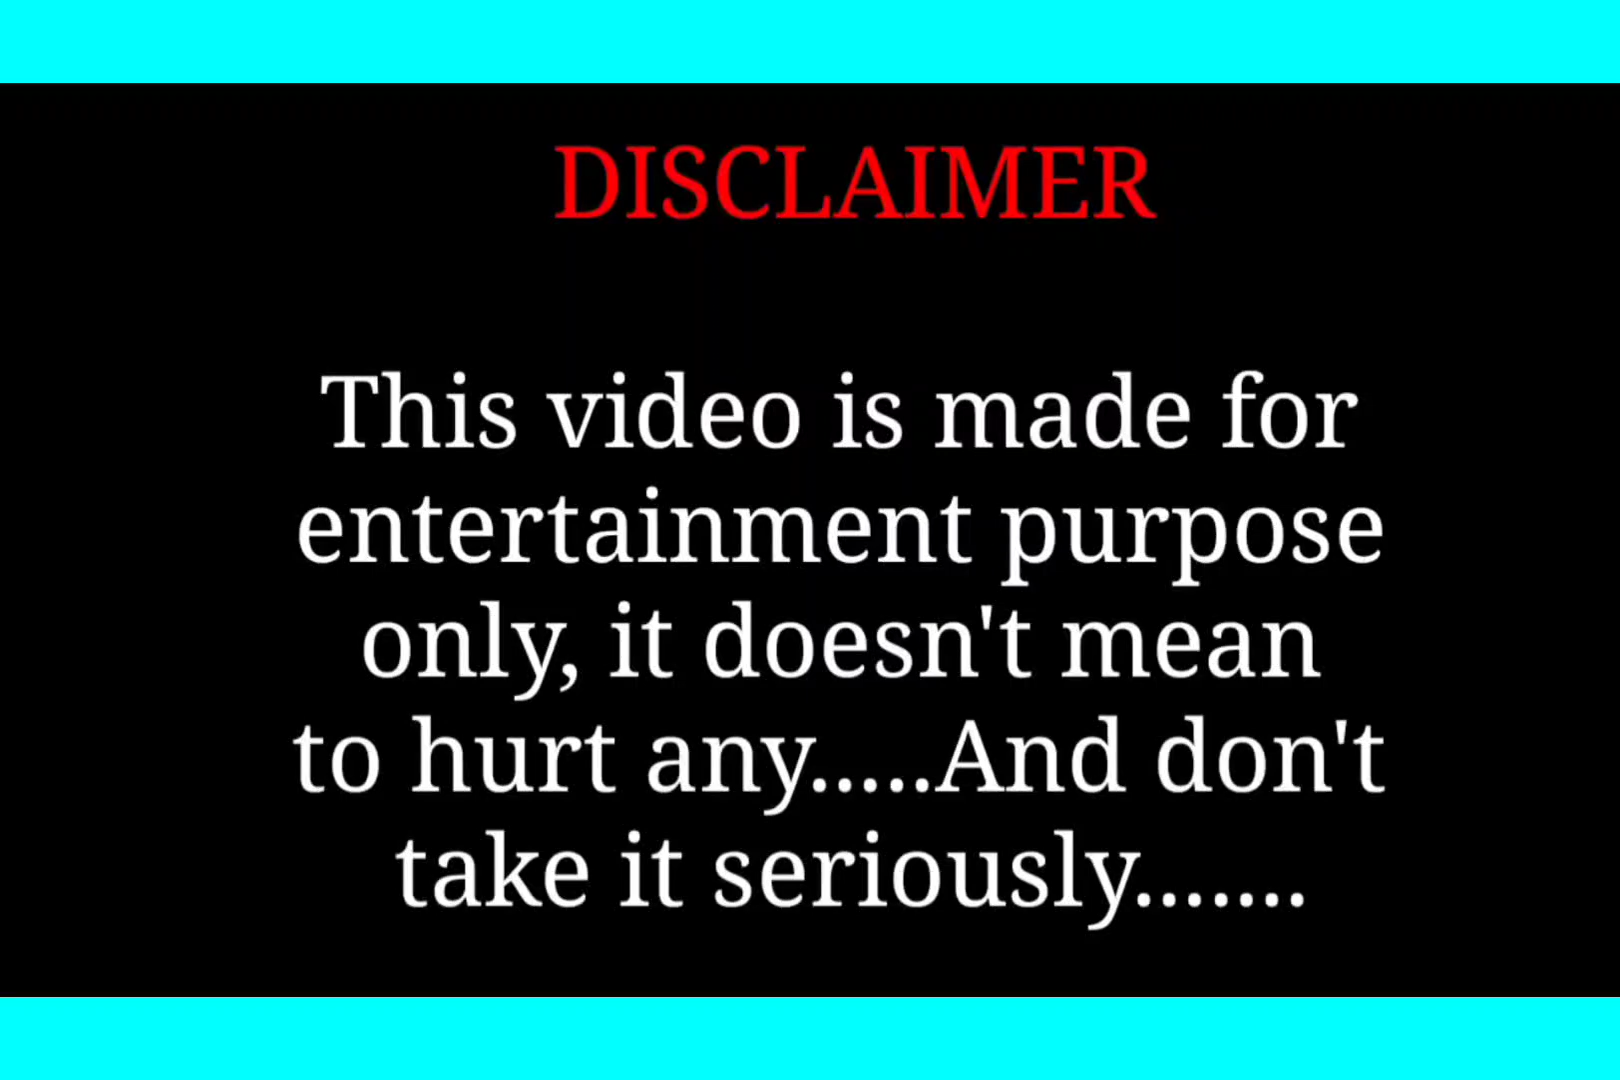 DISCLAIMER
This video is made for
entertainment purpose
only, it doesn't mean
to hurt any.....And don't
take it seriously.......